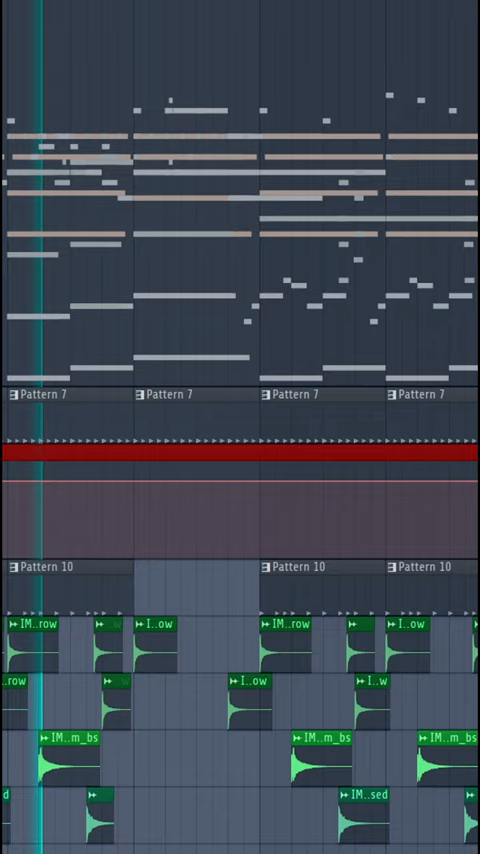 Pattern 7 Pattern 7 Pattern 7 Pattern 7
Pattern 10 Pattern 10 Pattern 10
IM..row w I..ow IM..row I..ow
..row w I..ow I..w
IM..m_bs IM..m_bs IM..m_bs
d IM..sed